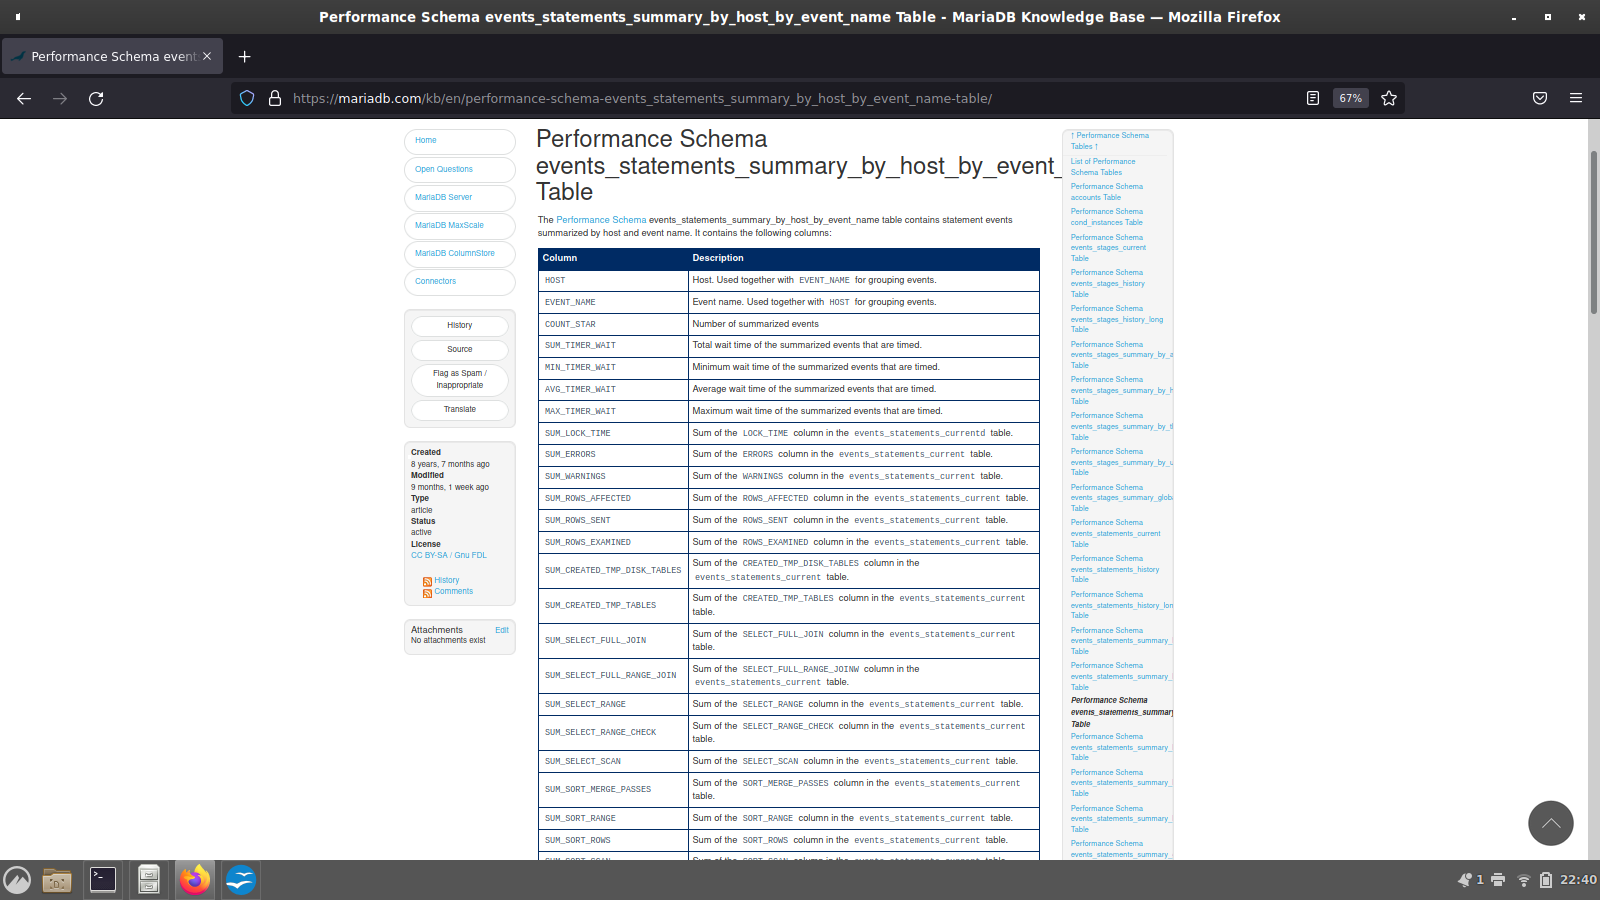 Performance Schema events_statements_summary_by_host_by_event_name Table - MariaDB Knowledge Base — Mozilla Firefox
Performance Schema event
https://mariadb.com/kb/en/performance-schema-events_statements_summary_by_host_by_event_name-table/
67%
Home
Open Questions
MariaDB Server
MariaDB MaxScale
MariaDB ColumnStore
Connectors
History
Source
Flag as Spam /
Inappropriate
Translate
Created
8 years, 7 months ago
Modified
9 months, 1 week ago
Type
article
Status
active
License
CC BY-SA / Gnu FDL
History
Comments
Attachments
Edit
No attachments exist
Performance Schema
events_statements_summary_by_host_by_event_
Table
The Performance Schema events_statements_summary_by_host_by_event_name table contains statement events
summarized by host and event name. It contains the following columns:
Column Description
HOST Host. Used together with EVENT_NAME for grouping events.
EVENT_NAME Event name. Used together with HOST for grouping events.
COUNT_STAR Number of summarized events
SUM_TIMER_WAIT Total wait time of the summarized events that are timed.
MIN_TIMER_WAIT Minimum wait time of the summarized events that are timed.
AVG_TIMER_WAIT Average wait time of the summarized events that are timed.
MAX_TIMER_WAIT Maximum wait time of the summarized events that are timed.
SUM_LOCK_TIME Sum of the LOCK_TIME column in the events_statements_currentd table.
SUM_ERRORS Sum of the ERRORS column in the events_statements_current table.
SUM_WARNINGS Sum of the WARNINGS column in the events_statements_current table.
SUM_ROWS_AFFECTED Sum of the ROWS_AFFECTED column in the events_statements_current table.
SUM_ROWS_SENT Sum of the ROWS_SENT column in the events_statements_current table.
SUM_ROWS_EXAMINED Sum of the ROWS_EXAMINED column in the events_statements_current table.
SUM_CREATED_TMP_DISK_TABLES Sum of the CREATED_TMP_DISK_TABLES column in the
events_statements_current table.
SUM_CREATED_TMP_TABLES Sum of the CREATED_TMP_TABLES column in the events_statements_current
table.
SUM_SELECT_FULL_JOIN Sum of the SELECT_FULL_JOIN column in the events_statements_current
table.
SUM_SELECT_FULL_RANGE_JOIN Sum of the SELECT_FULL_RANGE_JOINW column in the
events_statements_current table.
SUM_SELECT_RANGE Sum of the SELECT_RANGE column in the events_statements_current table.
SUM_SELECT_RANGE_CHECK Sum of the SELECT_RANGE_CHECK column in the events_statements_current
table.
SUM_SELECT_SCAN Sum of the SELECT_SCAN column in the events_statements_current table.
SUM_SORT_MERGE_PASSES Sum of the SORT_MERGE_PASSES column in the events_statements_current
table.
SUM_SORT_RANGE Sum of the SORT_RANGE column in the events_statements_current table.
SUM_SORT_ROWS Sum of the SORT_ROWS column in the events_statements_current table.
SUM_SORT_SCAN Sum of the SORT_SCAN column in the events_statements_current table.
↑ Performance Schema
Tables ↑
List of Performance
Schema Tables
Performance Schema
accounts Table
Performance Schema
cond_instances Table
Performance Schema
events_stages_current
Table
Performance Schema
events_stages_history
Table
Performance Schema
events_stages_history_long
Table
Performance Schema
events_stages_summary_by_a
Table
Performance Schema
events_stages_summary_by_h
Table
Performance Schema
events_stages_summary_by_t
Table
Performance Schema
events_stages_summary_by_u
Table
Performance Schema
events_stages_summary_glob
Table
Performance Schema
events_statements_current
Table
Performance Schema
events_statements_history
Table
Performance Schema
events_statements_history_lon
Table
Performance Schema
events_statements_summary_
Table
Performance Schema
events_statements_summary_
Table
Performance Schema
events_statements_summary
Table
Performance Schema
events_statements_summary_
Table
Performance Schema
events_statements_summary_
Table
Performance Schema
events_statements_summary_
Table
Performance Schema
events_statements_summary_
1
22:40